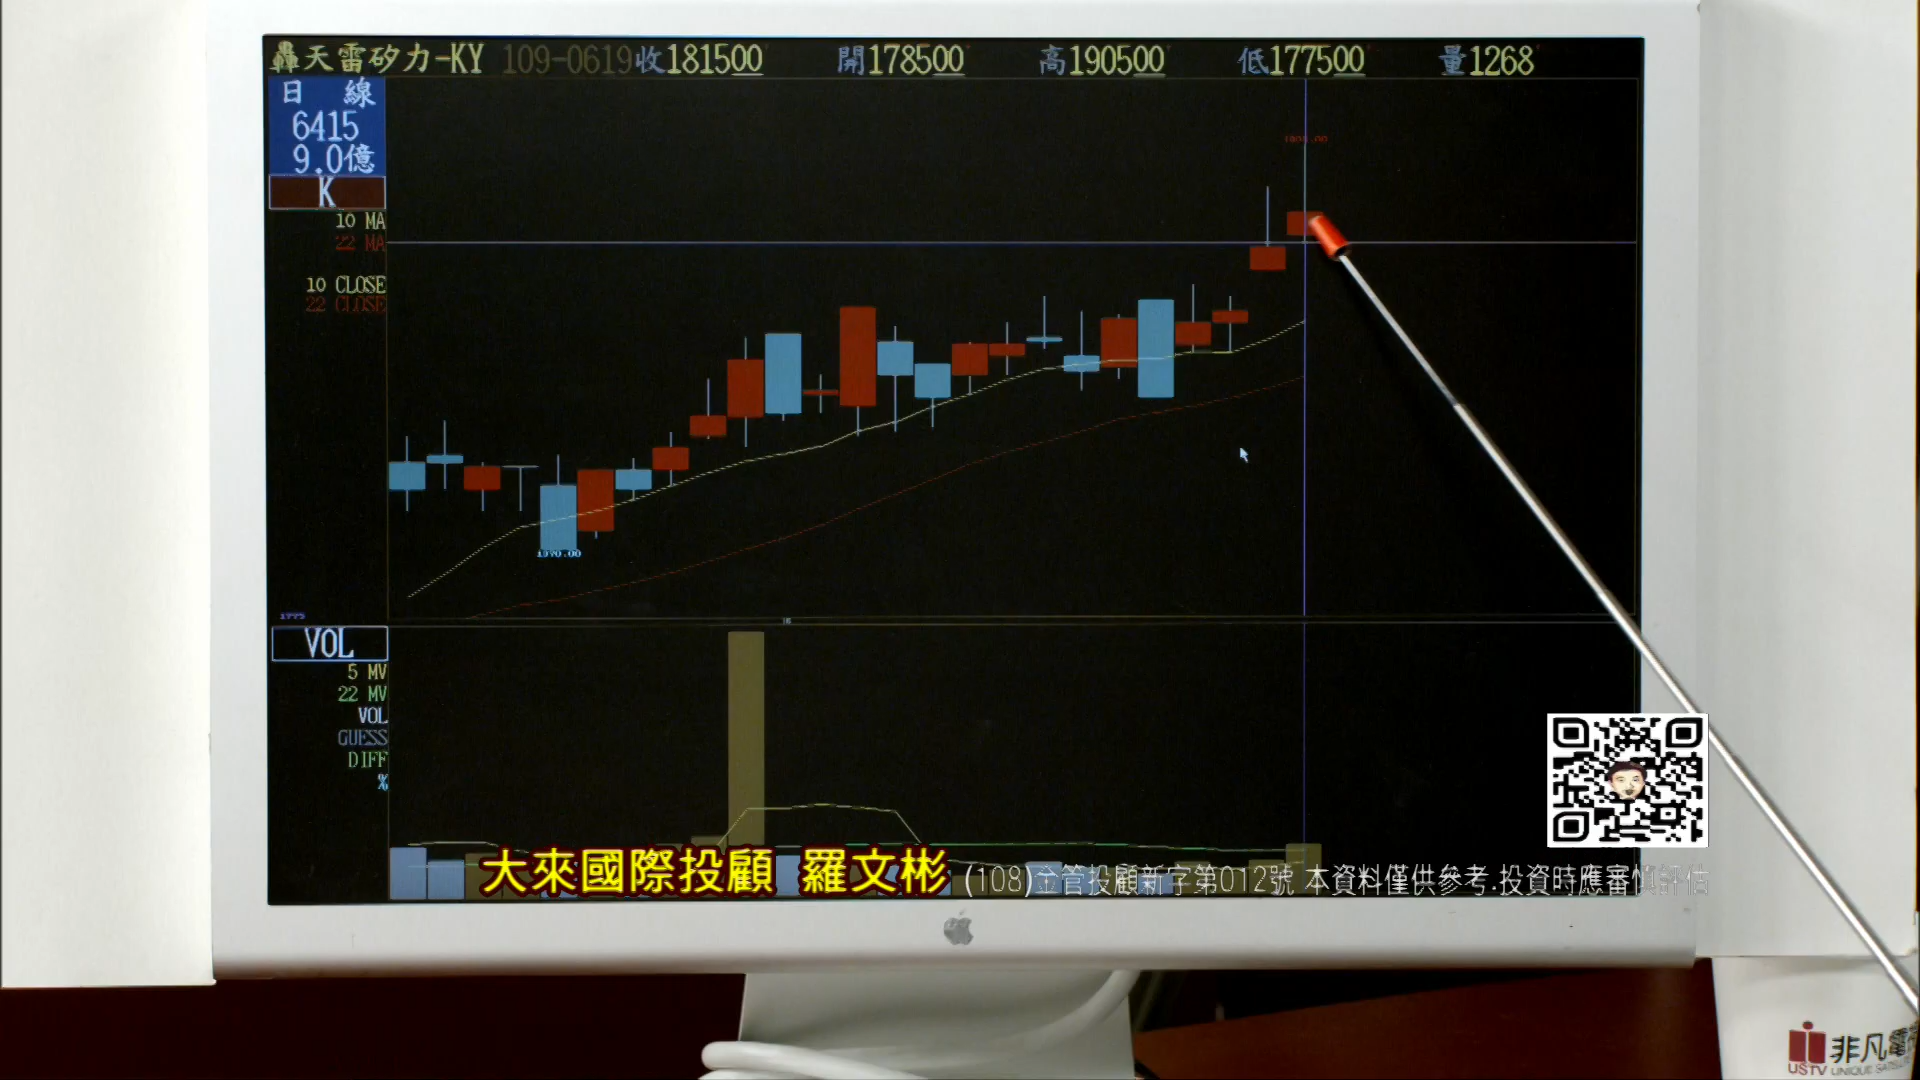 轟天雷矽力-KY 109-0619收181500 開178500 高190500 低177500 量1268
日 線
6415
9.0億
K
10 MA
22 MA
10 CLOSE
22 CLOSE
VOL
5 MV
22 MV
VOL
GUESS
DIFF
%
大來國際投顧 羅文彬 (108)金管投顧新字第012號 本資料僅供參考.投資時應審慎評估
非凡電
USTV UNIQUE